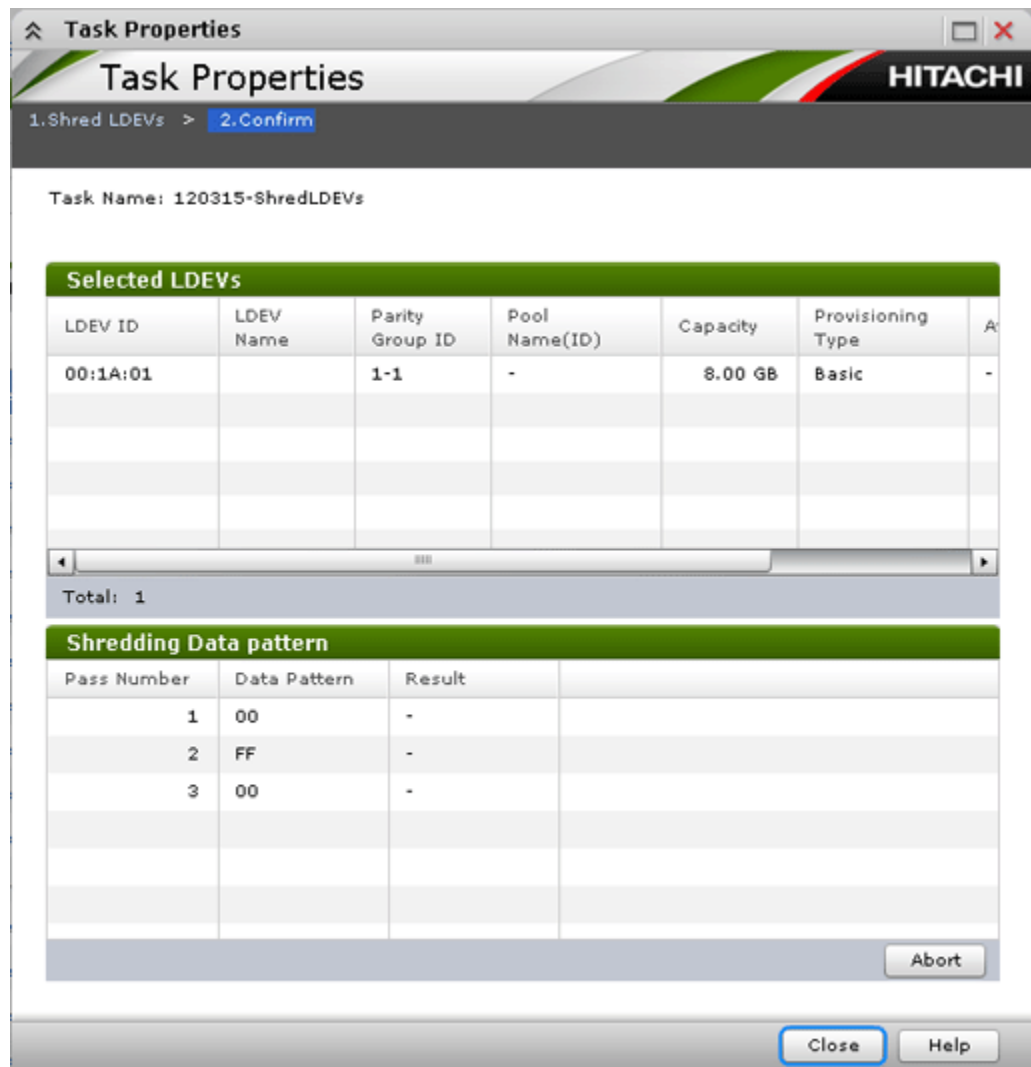 Task Properties
Task Properties
HITACHI
1.Shred LDEVs > 2.Confirm
Task Name: 120315-ShredLDEVs
Selected LDEVs
LDEV ID LDEV Name Parity Group ID Pool Name(ID) Capacity Provisioning Type
00:1A:01 1-1 - 8.00 GB Basic -
Total: 1
Shredding Data pattern
Pass Number Data Pattern Result
1 00 -
2 FF -
3 00 -
Abort
Close Help